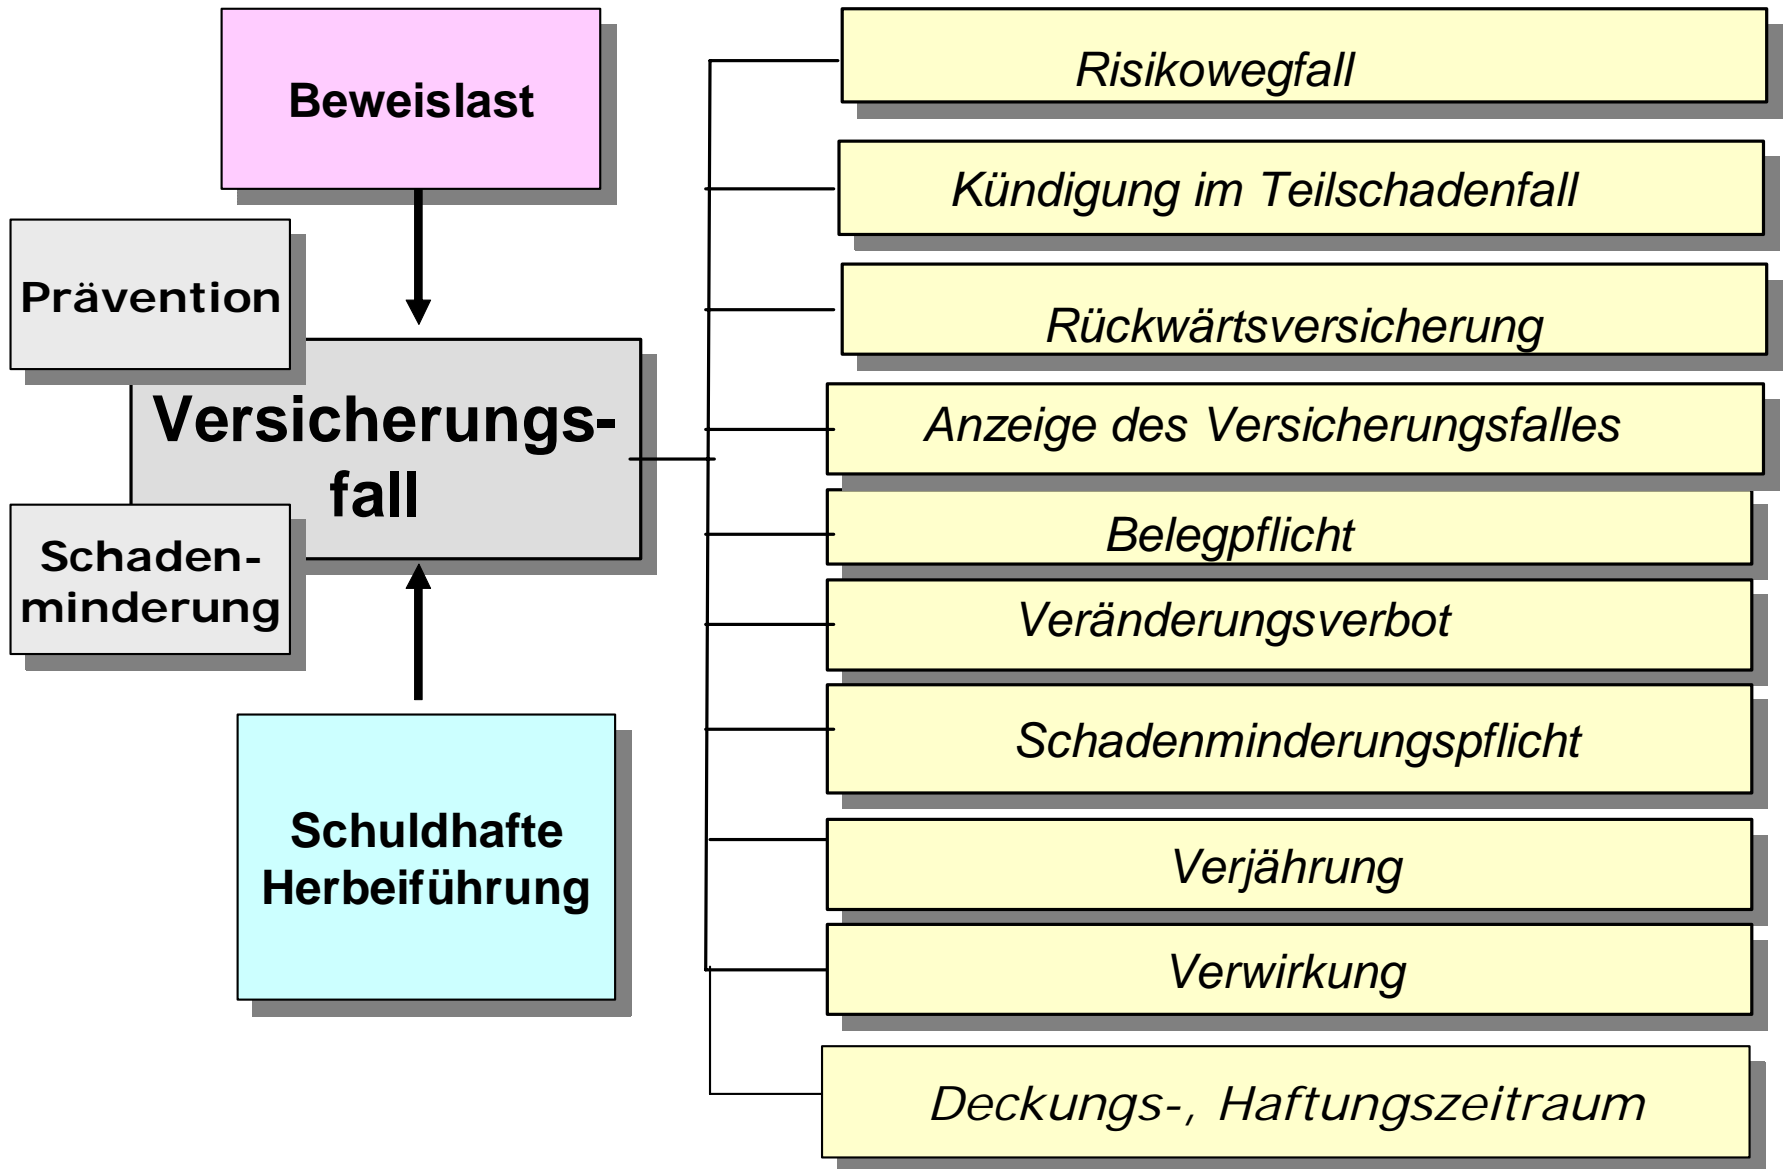 Beweislast
Prävention
Versicherungs-
fall
Schaden-
minderung
Schuldhafte
Herbeiführung
Risikowegfall
Kündigung im Teilschadenfall
Rückwärtsversicherung
Anzeige des Versicherungsfalles
Belegpflicht
Veränderungsverbot
Schadenminderungspflicht
Verjährung
Verwirkung
Deckungs-, Haftungszeitraum